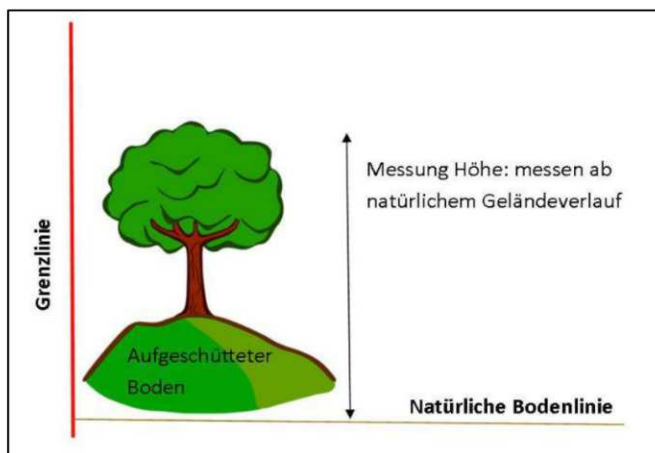 Grenzlinie
Messung Höhe: messen ab
natürlichem Geländeverlauf
Aufgeschütteter
Boden
Natürliche Bodenlinie